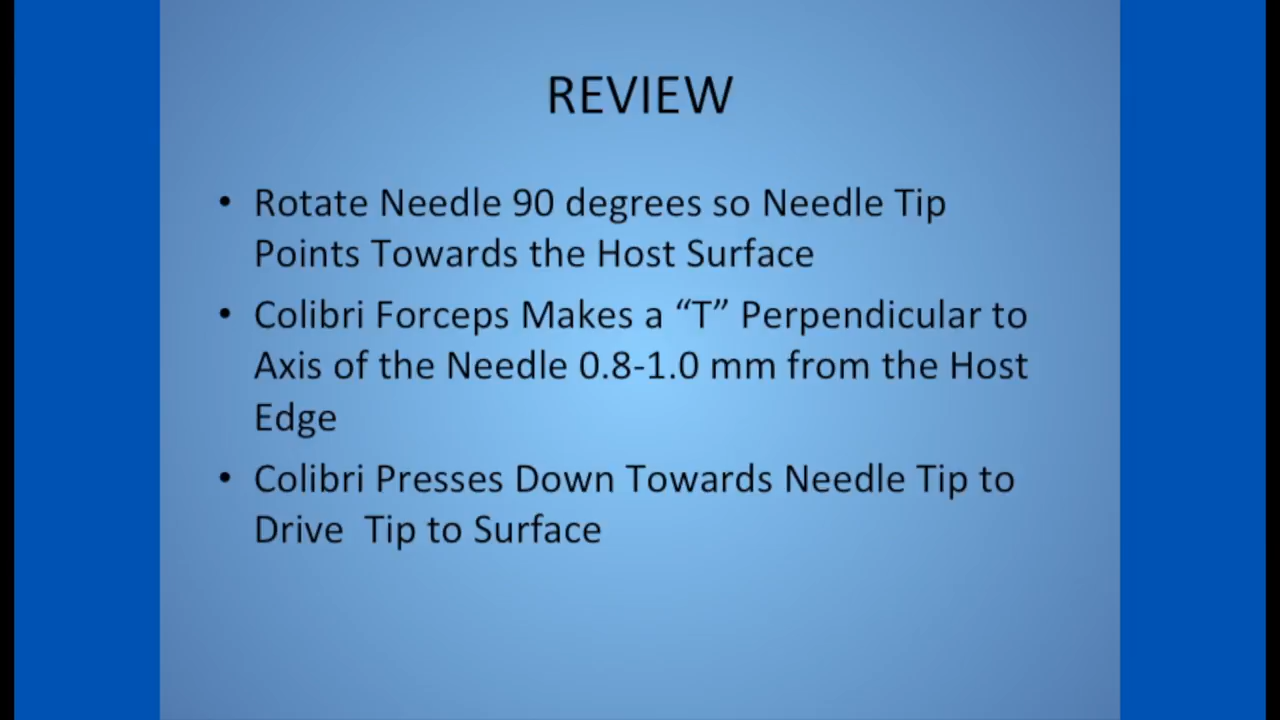 REVIEW
• Rotate Needle 90 degrees so Needle Tip
Points Towards the Host Surface
• Colibri Forceps Makes a “T” Perpendicular to
Axis of the Needle 0.8-1.0 mm from the Host
Edge
• Colibri Presses Down Towards Needle Tip to
Drive  Tip to Surface